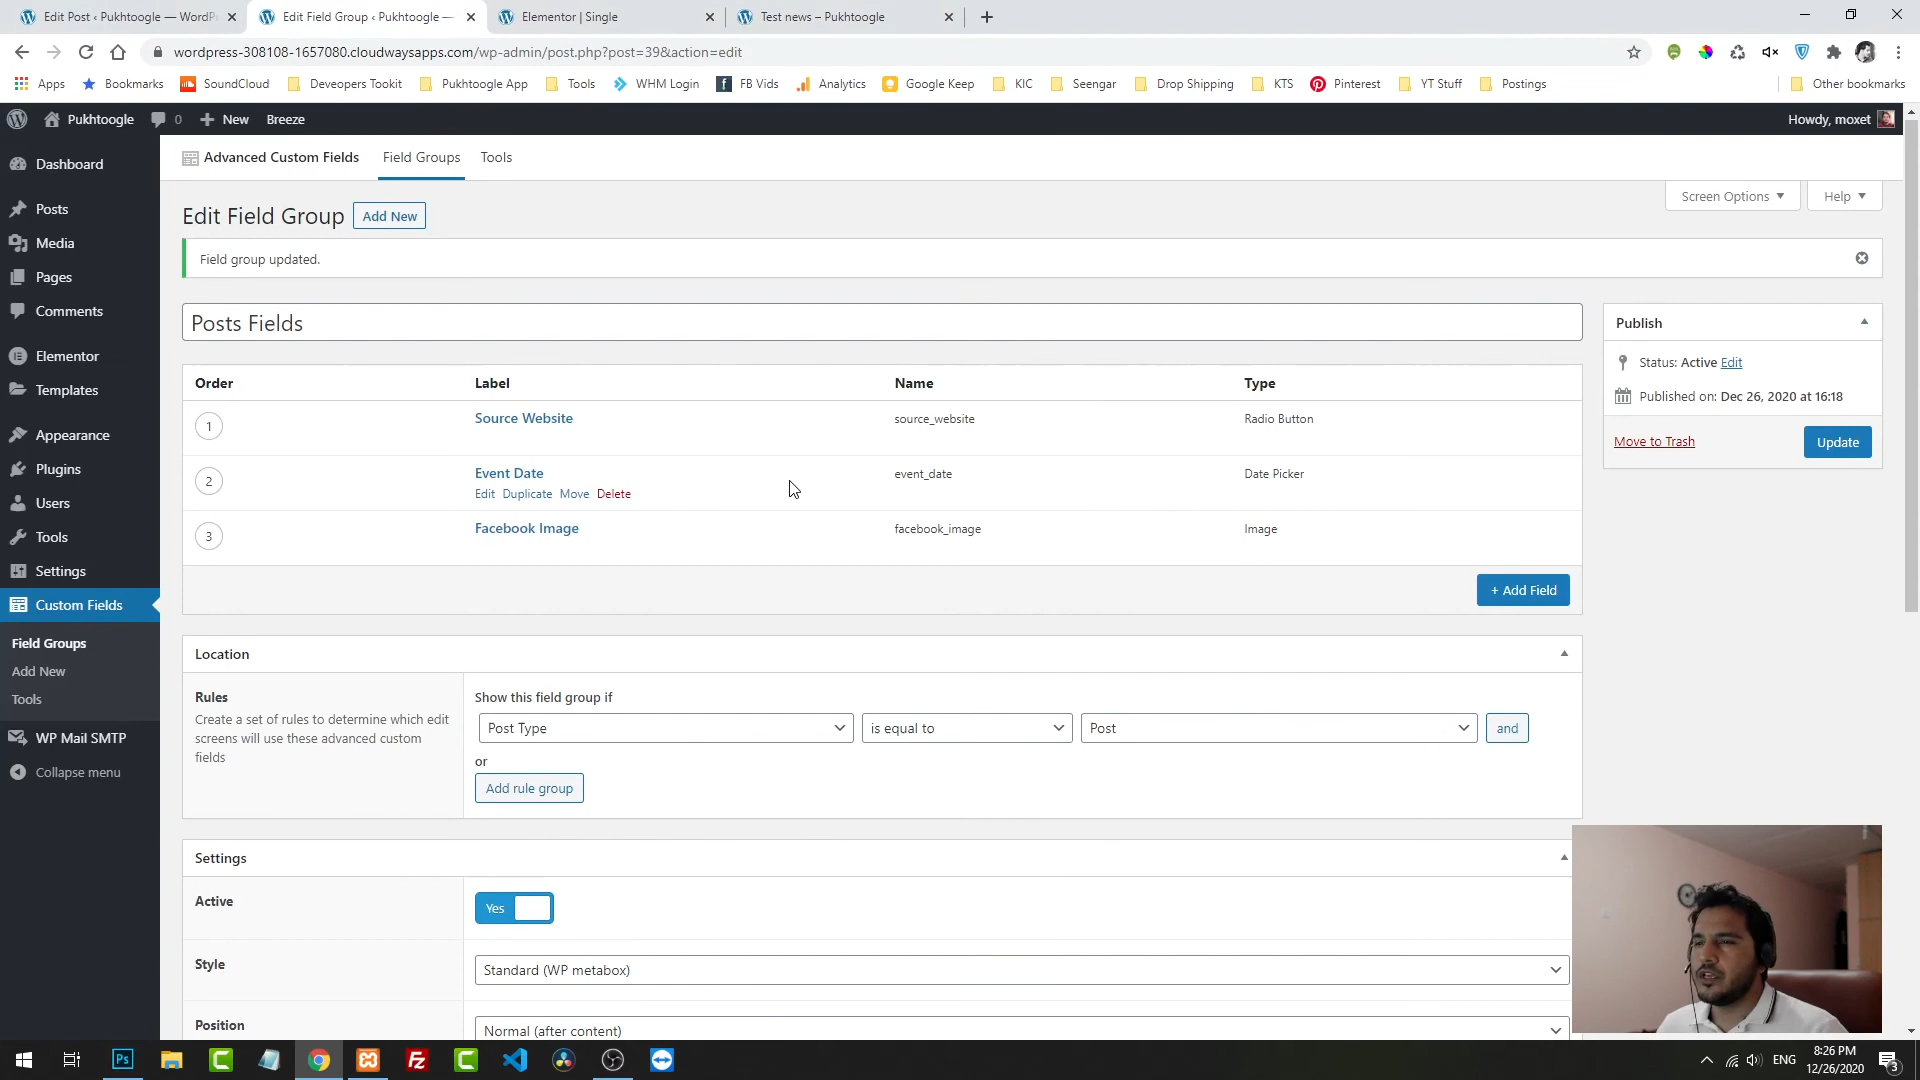 Edit Post ‹ Pukhtoogle — WordPr
Edit Field Group ‹ Pukhtoogle —
Elementor | Single
Test news – Pukhtoogle
wordpress-308108-1657080.cloudwaysapps.com/wp-admin/post.php?post=39&action=edit
Apps
Bookmarks
SoundCloud
Deveopers Tookit
Pukhtoogle App
Tools
WHM Login
FB Vids
Analytics
Google Keep
KIC
Seengar
Drop Shipping
KTS
Pinterest
YT Stuff
Postings
Other bookmarks
Pukhtoogle
0
New
Breeze
Howdy, moxet
Dashboard
Posts
Media
Pages
Comments
Elementor
Templates
Appearance
Plugins
Users
Tools
Settings
Custom Fields
Field Groups
Add New
Tools
WP Mail SMTP
Collapse menu
Advanced Custom Fields
Field Groups
Tools
Screen Options
Help
Edit Field Group
Add New
Field group updated.
Posts Fields
Order Label Name Type
1 Source Website source_website Radio Button
2 Event Date event_date Date Picker
Edit Duplicate Move Delete
3 Facebook Image facebook_image Image
+ Add Field
Publish
Status: Active Edit
Published on: Dec 26, 2020 at 16:18
Move to Trash
Update
Location
Rules
Create a set of rules to determine which edit
screens will use these advanced custom
fields
Show this field group if
Post Type is equal to Post and
or
Add rule group
Settings
Active
Yes
Style
Standard (WP metabox)
Position
Normal (after content)
Ps
ENG
8:26 PM
12/26/2020
3